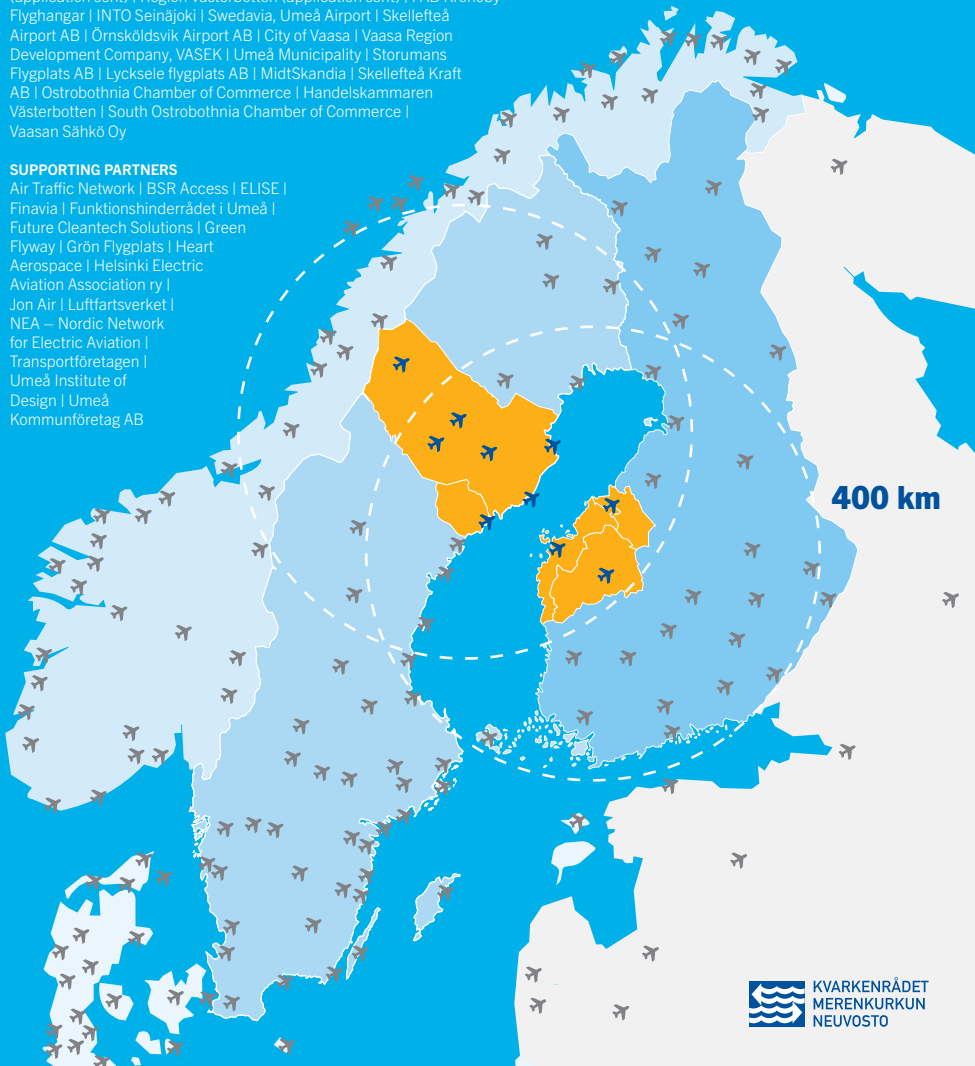 Flyghangar | INTO Seinäjoki | Swedavia, Umeå Airport | Skellefteå
Airport AB | Örnsköldsvik Airport AB | City of Vaasa | Vaasa Region
Development Company, VASEK | Umeå Municipality | Storumans
Flygplats AB | Lycksele flygplats AB | MidtSkandia | Skellefteå Kraft
AB | Ostrobothnia Chamber of Commerce | Handelskammaren
Västerbotten | South Ostrobothnia Chamber of Commerce |
Vaasan Sähkö Oy
SUPPORTING PARTNERS
Air Traffic Network | BSR Access | ELISE |
Finavia | Funktionshinderrådet i Umeå |
Future Cleantech Solutions | Green
Flyway | Grön Flygplats | Heart
Aerospace | Helsinki Electric
Aviation Association ry |
Jon Air | Luftfartsverket |
NEA – Nordic Network
for Electric Aviation |
Transportföretagen |
Umeå Institute of
Design | Umeå
Kommunföretag AB
400 km
KVARKENRÅDET
MERENKURKUN
NEUVOSTO